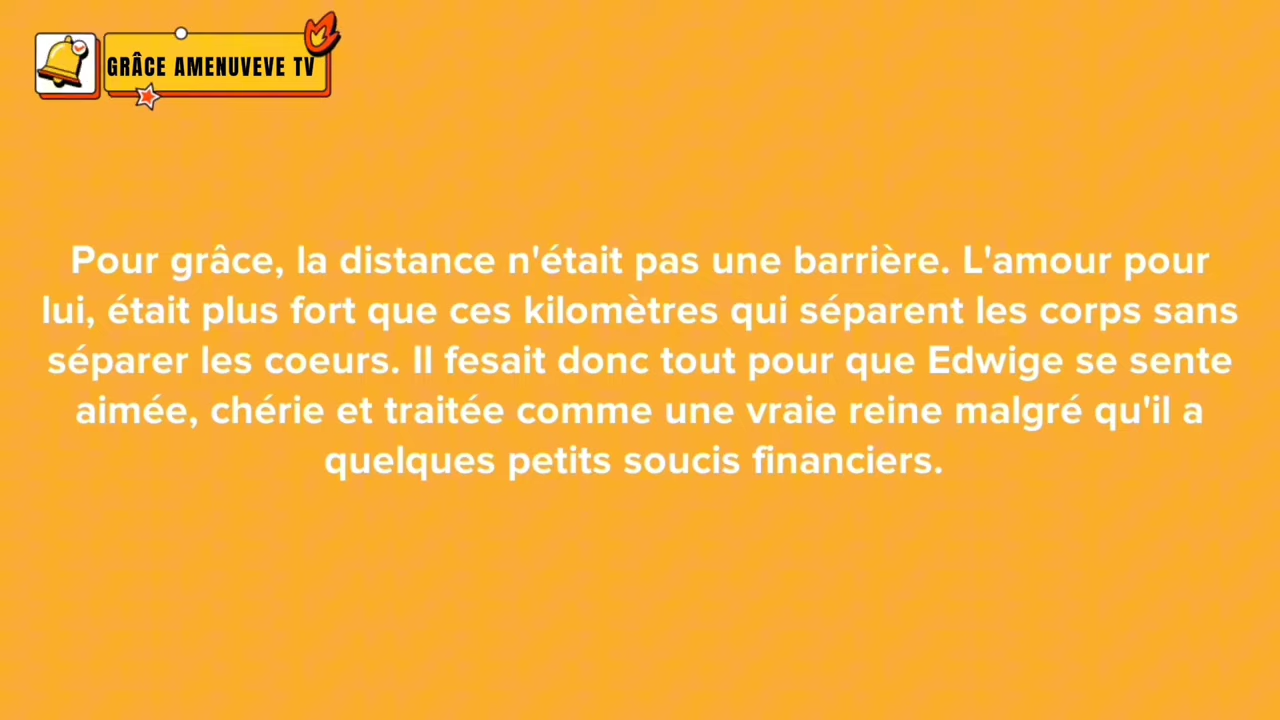 GRÂCE AMENUVEVE TV
Pour grâce, la distance n'était pas une barrière. L'amour pour
lui, était plus fort que ces kilomètres qui séparent les corps sans
séparer les coeurs. Il fesait donc tout pour que Edwige se sente
aimée, chérie et traitée comme une vraie reine malgré qu'il a
quelques petits soucis financiers.